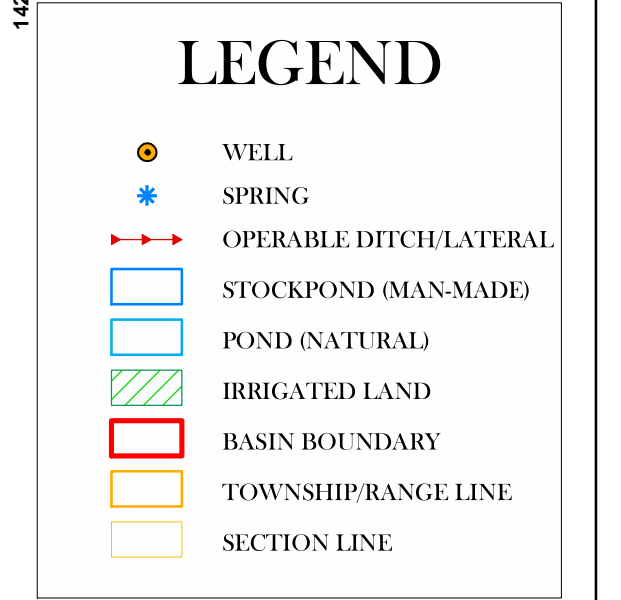 142
LEGEND
WELL
SPRING
OPERABLE DITCH/LATERAL
STOCKPOND (MAN-MADE)
POND (NATURAL)
IRRIGATED LAND
BASIN BOUNDARY
TOWNSHIP/RANGE LINE
SECTION LINE